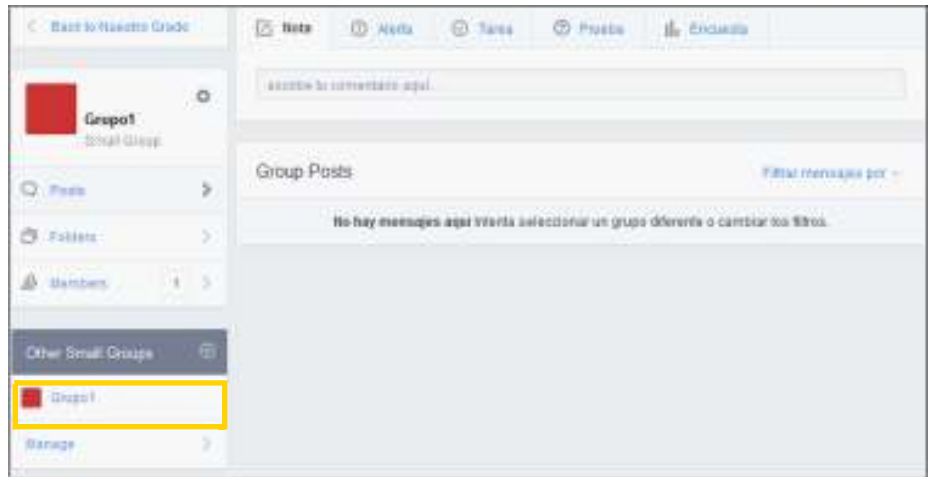 Back to Nuestro Grado
Nota Alerta Tarea Prueba Encuesta
escribe tu comentario aquí.
Grupo1
Small Group
Group Posts Filtrar mensajes por
Posts
No hay mensajes aquí Intenta seleccionar un grupo diferente o cambiar los filtros.
Folders
Members 1
Other Small Groups
Grupo1
Manage